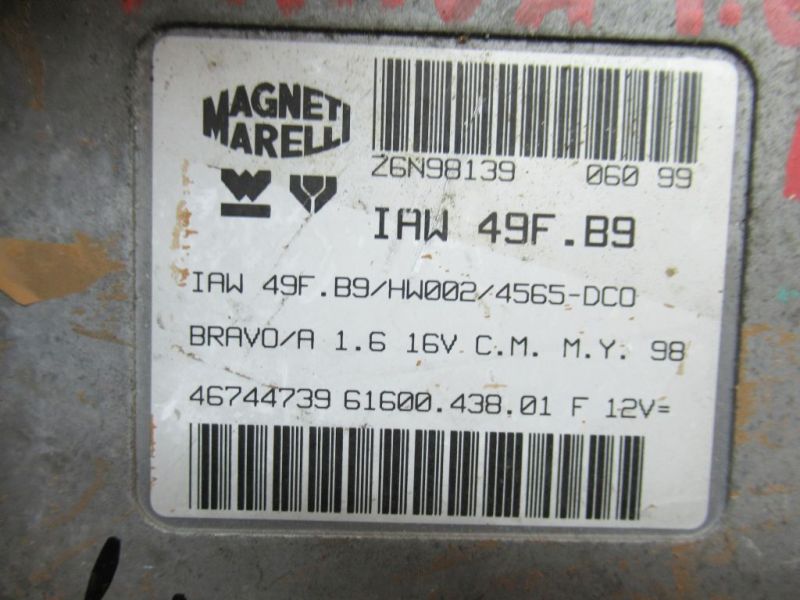 MAGNETI
MARELLI
26N98139 060 99
IAW 49F.B9
IAW 49F.B9/HW002/4565-DCO
BRAVO/A 1.6 16V C.M. M.Y. 98
46744739 61600.438.01 F 12V=